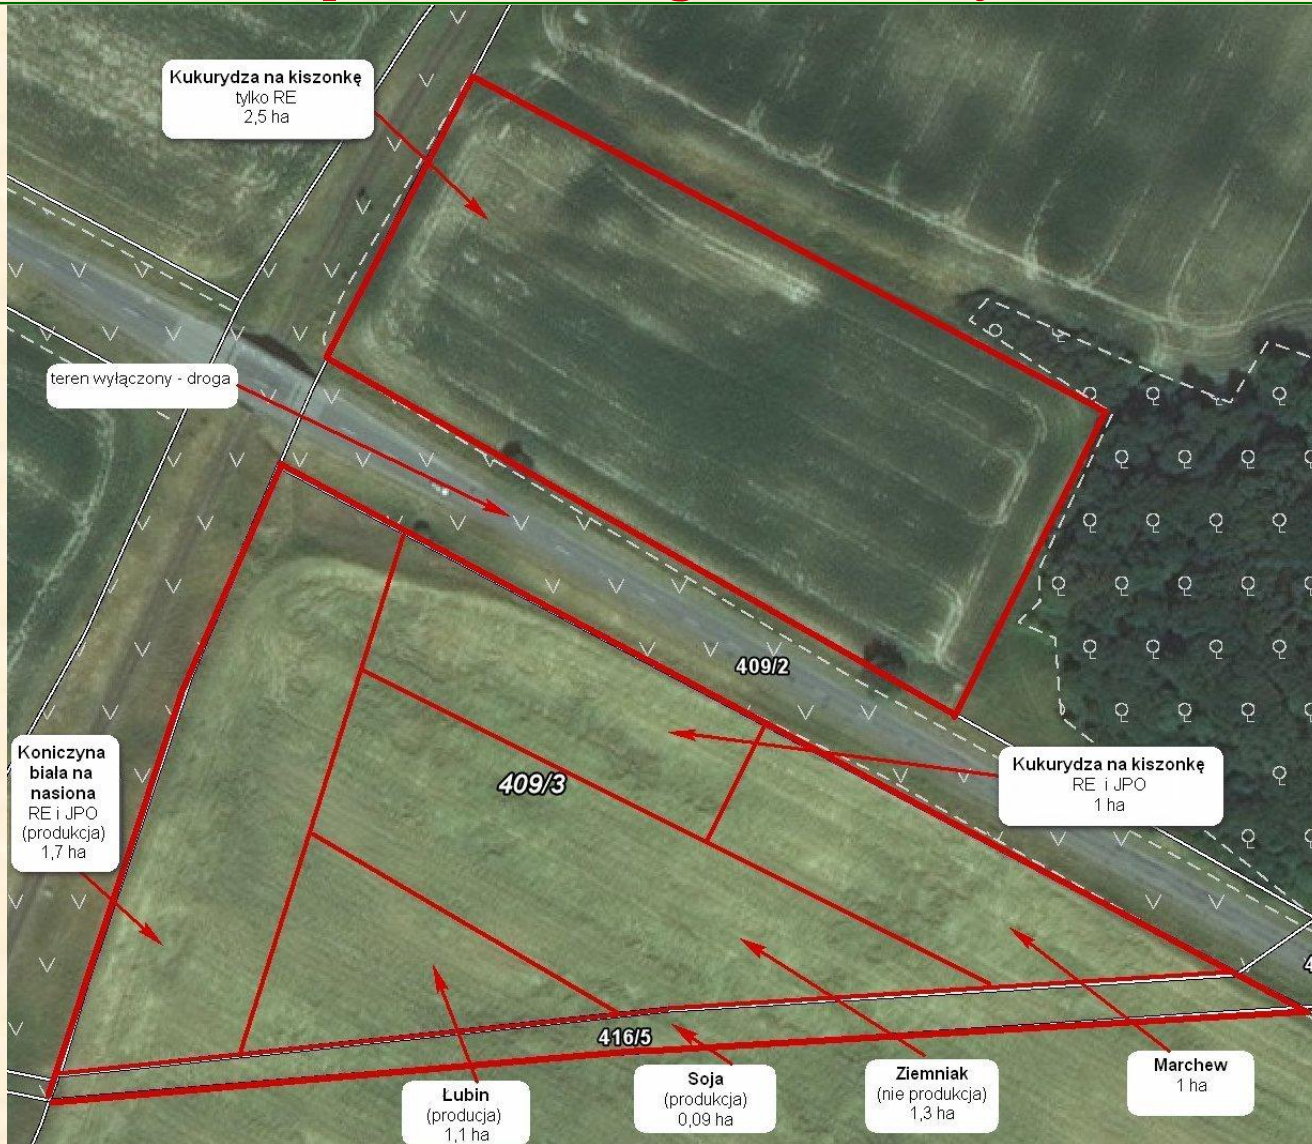 Kukurydza na kiszonkę
tylko RE
2,5 ha
teren wyłączony - droga
409/2
Koniczyna
biała na
nasiona
RE i JPO
(produkcja)
1,7 ha
409/3
Kukurydza na kiszonkę
RE i JPO
1 ha
416/5
Łubin
(producja)
1,1 ha
Soja
(produkcja)
0,09 ha
Ziemniak
(nie produkcja)
1,3 ha
Marchew
1 ha